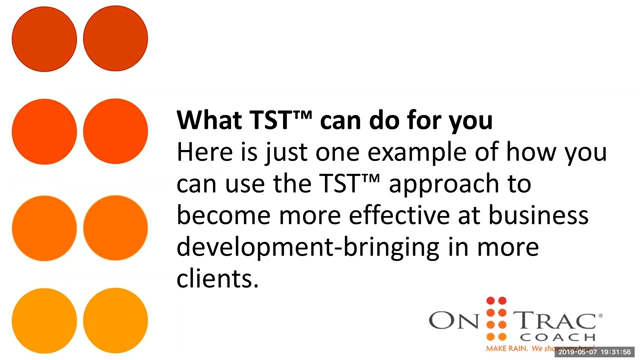 What TST™ can do for you
Here is just one example of how you
can use the TST™ approach to
become more effective at business
development-bringing in more
clients.
ON TRAC®
COACH
MAKE RAIN. We sh
2019-05-07 19:31:56